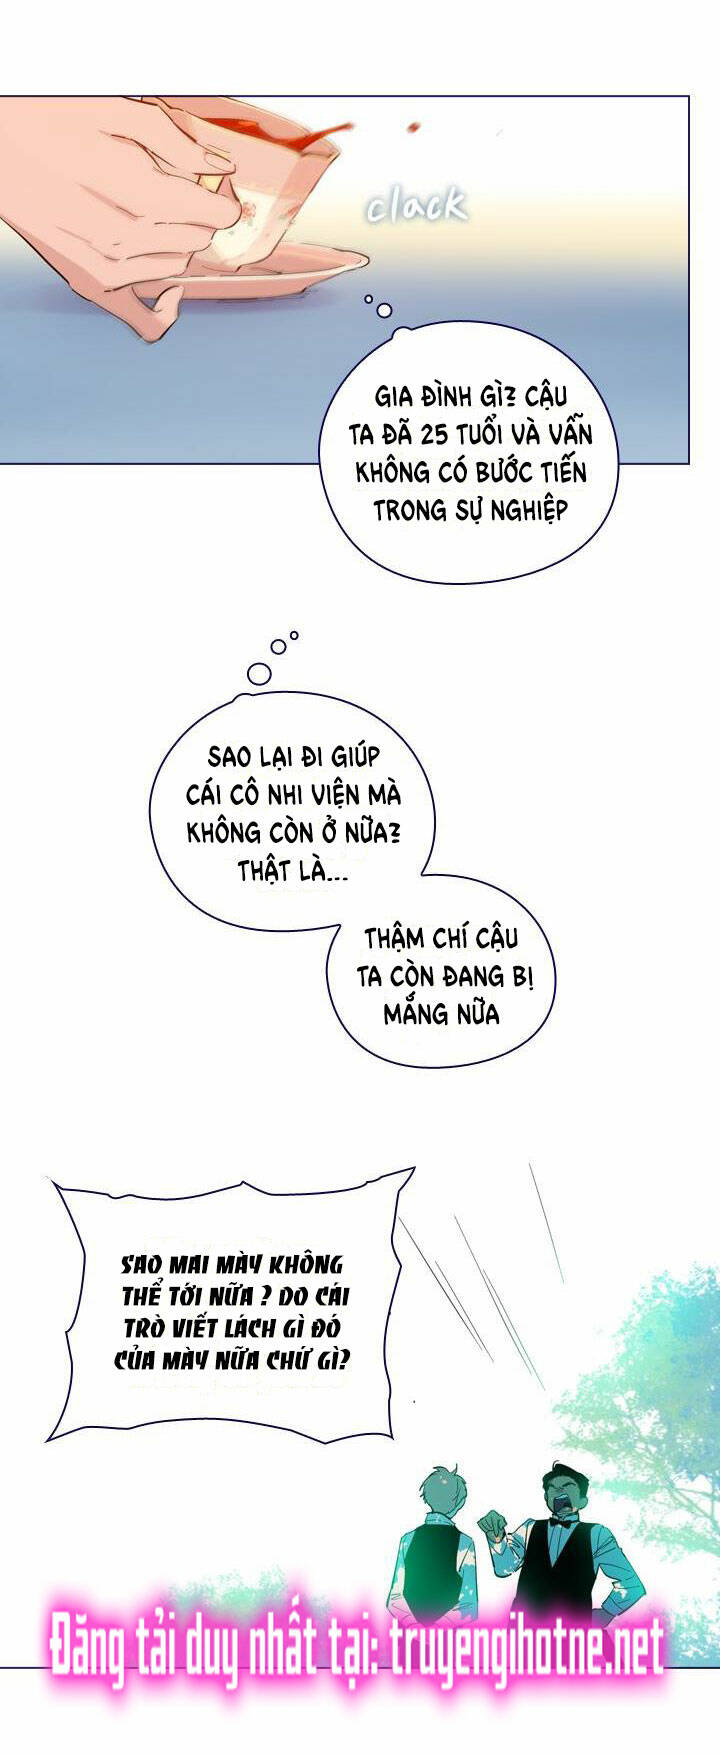 clack
GIA ĐÌNH GÌ? CẬU
TA ĐÃ 25 TUỔI VÀ VẪN
KHÔNG CÓ BƯỚC TIẾN
TRONG SỰ NGHIỆP
SAO LẠI ĐI GIÚP
CÁI CÔ NHI VIỆN MÀ
KHÔNG CÒN Ở NỮA?
THẬT LÀ...
THẬM CHÍ CẬU
TA CÒN ĐANG BỊ
MẮNG NỮA
SAO MAI MÀY KHÔNG
THỂ TỚI NỮA ? DO CÁI
TRÒ VIẾT LÁCH GÌ ĐÓ
CỦA MÀY NỮA CHỨ GÌ?
Đăng tải duy nhất tại: truyengihotne.net